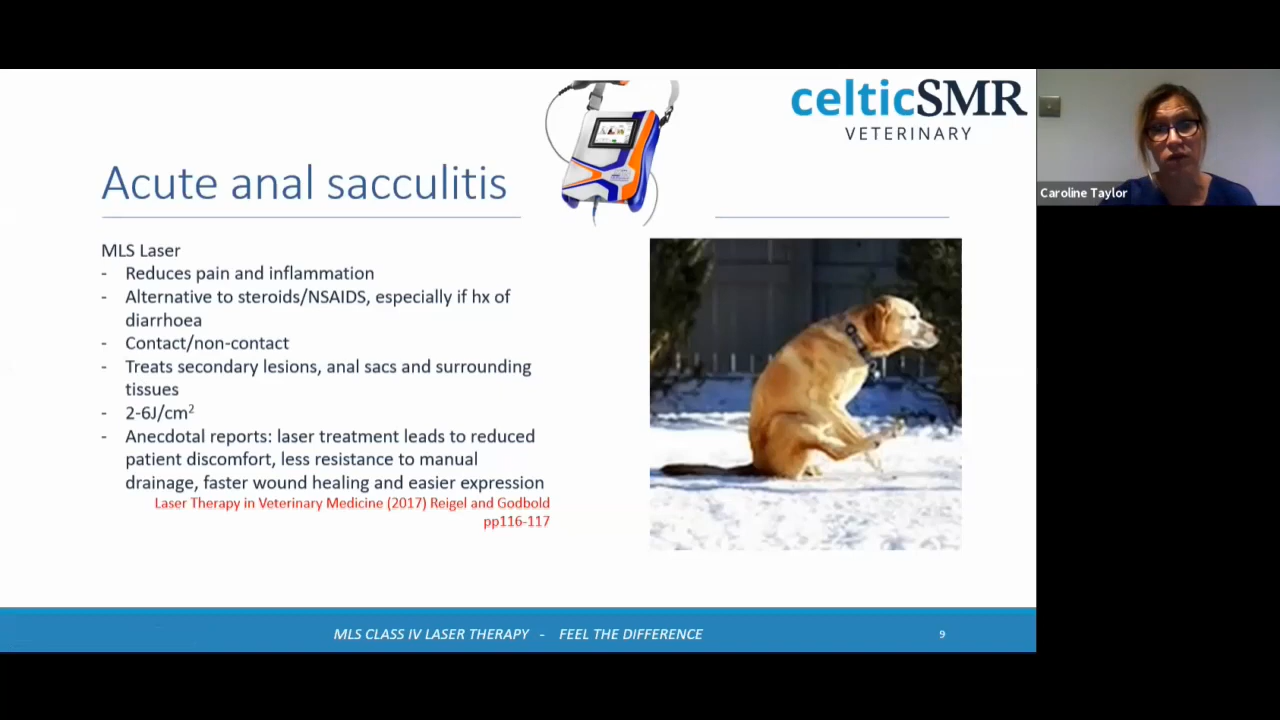 celticSMR
VETERINARY
Caroline Taylor
Acute anal sacculitis
MLS Laser
- Reduces pain and inflammation
- Alternative to steroids/NSAIDS, especially if hx of
diarrhoea
- Contact/non-contact
- Treats secondary lesions, anal sacs and surrounding
tissues
- 2-6J/cm²
- Anecdotal reports: laser treatment leads to reduced
patient discomfort, less resistance to manual
drainage, faster wound healing and easier expression
Laser Therapy in Veterinary Medicine (2017) Reigel and Godbold
pp116-117
MLS CLASS IV LASER THERAPY - FEEL THE DIFFERENCE
9